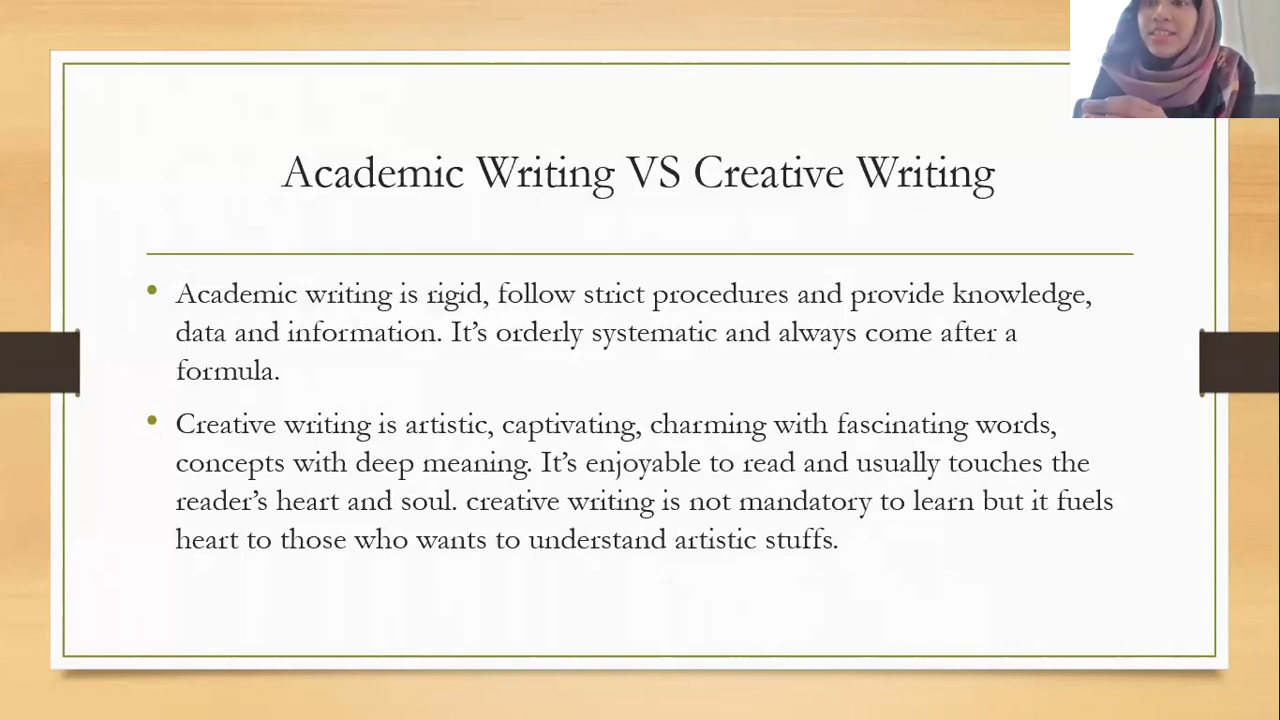 Academic Writing VS Creative Writing
Academic writing is rigid, follow strict procedures and provide knowledge,
data and information. It's orderly systematic and always come after a
formula.
Creative writing is artistic, captivating, charming with fascinating words,
concepts with deep meaning. It's enjoyable to read and usually touches the
reader's heart and soul. creative writing is not mandatory to learn but it fuels
heart to those who wants to understand artistic stuffs.